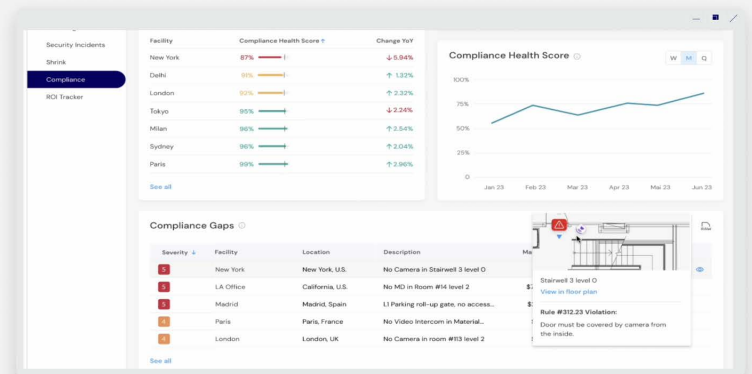 Security Incidents
Shrink
Compliance
ROI Tracker
Facility Compliance Health Score ↑ Change YoY
New York 87% ↓ 5.94%
Delhi 91% ↑ 1.32%
London 92% ↑ 2.32%
Tokyo 95% ↓ 2.24%
Milan 96% ↑ 2.54%
Sydney 96% ↑ 2.04%
Paris 99% ↑ 2.96%
See all
Compliance Health Score
W M Q
100%
75%
50%
25%
0
Jan 23 Feb 23 Mar 23 Apr 23 Mai 23 Jun 23
Compliance Gaps
Severity ↓ Facility Location Description
5 New York New York, U.S. No Camera in Stairwell 3 level 0
5 LA Office California, U.S. No MD in Room #14 level 2
5 Madrid Madrid, Spain L1 Parking roll-up gate, no access...
4 Paris Paris, France No Video Intercom in Material...
4 London London, UK No Camera in room #113 level 2
See all
Stairwell 3 level 0
View in floor plan
Rule #312.23 Violation:
Door must be covered by camera from
the inside.